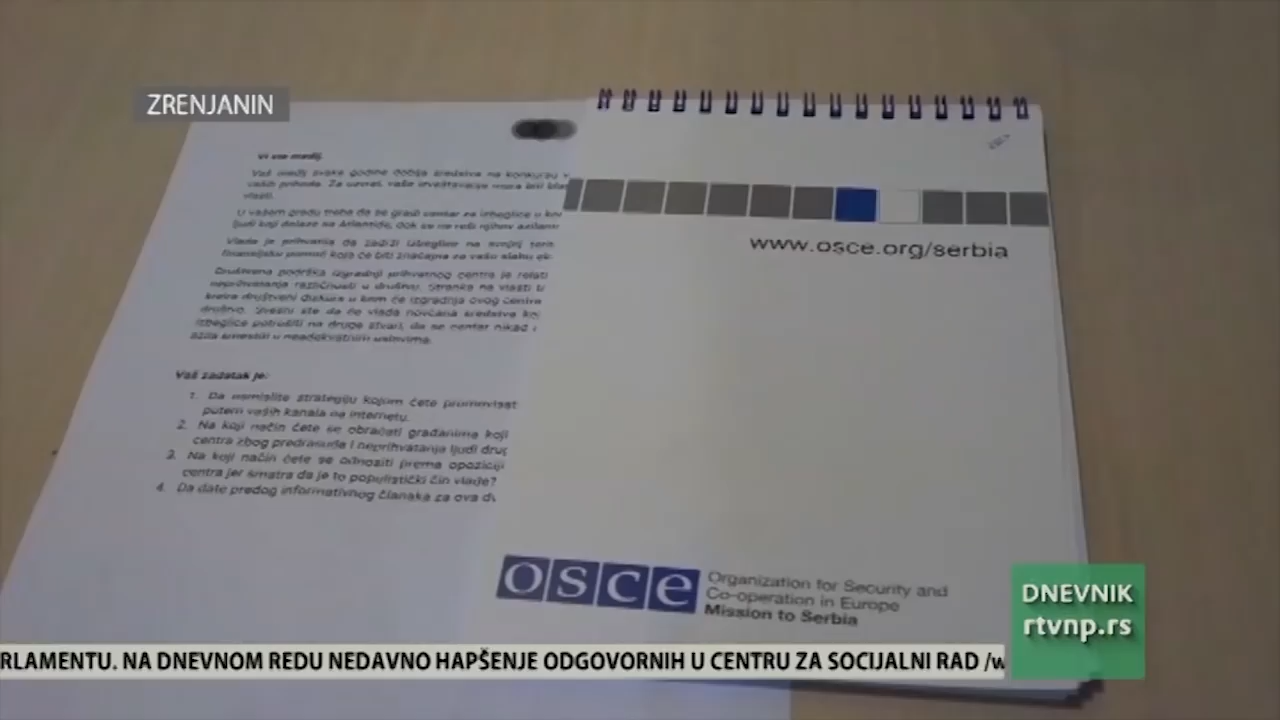 ZRENJANIN
Vi ste medij.
Vaš medij svake godine dobija sredstva na konkursu
vaših prihoda. Za uzvrat, vaše izveštavanje mora biti
vlasti.
U vašem gradu treba da se gradi centar za izbeglice u
ljudi koji dolaze sa Atlantide, dok se ne reši njihov
Vlada je prihvatila da zadrži izbeglice na svojoj
finansijsku pomoć koja će biti značajna za vašu slabu
Društvena podrška izgradnji prihvatnog centra je
neprihvatanja različnosti u društvu. Stranka na vlasti
kreira društveni diskurs u kom će izgradnja ovog centra
društvo. Svesni ste da će vlada novčana sredstva
izbeglice potrošiti na druge stvari, da se centar nikad
azila smestiti u neadekvatnim uslovima.
Vaš zadatak je:
1. Da osmislite strategiju kojom ćete promovisat
putem vaših kanala na internetu.
2. Na koji način ćete se obraćati građanima koji
centra zbog predrasuda i neprihvatanja ljudi drug
3. Na koji način ćete se odnositi prema opoziciji
centra jer smatra da je to populistički čin vlade?
4. Da date predlog informativnog članaka za ova
www.osce.org/serbia
osce
Organization for Security and
Co-operation in Europe
Mission to Serbia
DNEVNIK
rtvnp.rs
RLAMENTU. NA DNEVNOM REDU NEDAVNO HAPŠENJE ODGOVORNIH U CENTRU ZA SOCIJALNI RAD /w